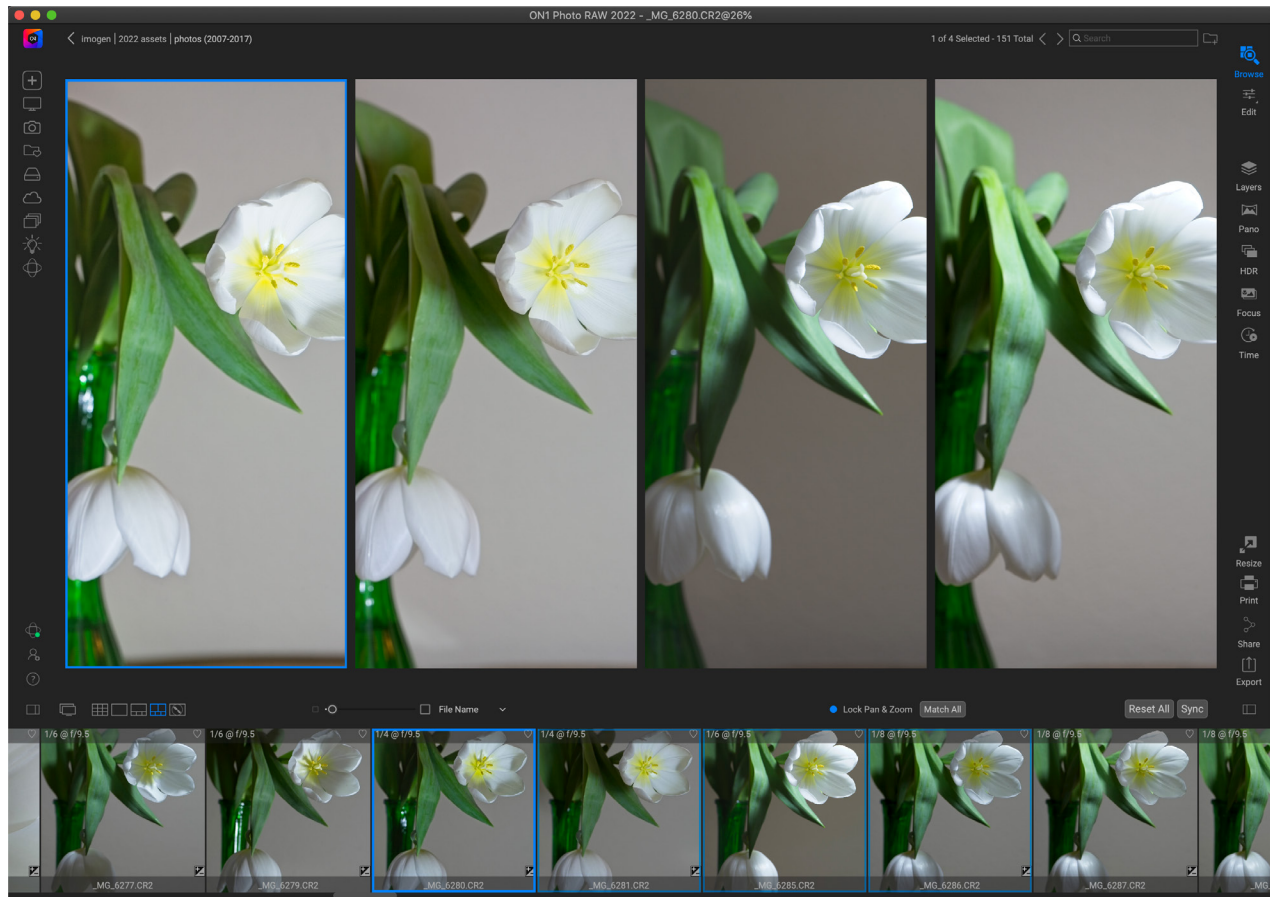 ON1 Photo RAW 2022 - _MG_6280.CR2@26%
imogen | 2022 assets | photos (2007-2017)
1 of 4 Selected - 151 Total
Search
Browse
Edit
Layers
Pano
HDR
Focus
Time
Resize
Print
Share
Export
File Name
Lock Pan & Zoom
Match All
Reset All
Sync
1/6 @ f/9.5
1/6 @ f/9.5
1/4 @ f/9.5
1/4 @ f/9.5
1/6 @ f/9.5
1/8 @ f/9.5
1/8 @ f/9.5
1/8 @ f/9.5
_MG_6277.CR2
_MG_6279.CR2
_MG_6280.CR2
_MG_6281.CR2
_MG_6285.CR2
_MG_6286.CR2
_MG_6287.CR2
_MG